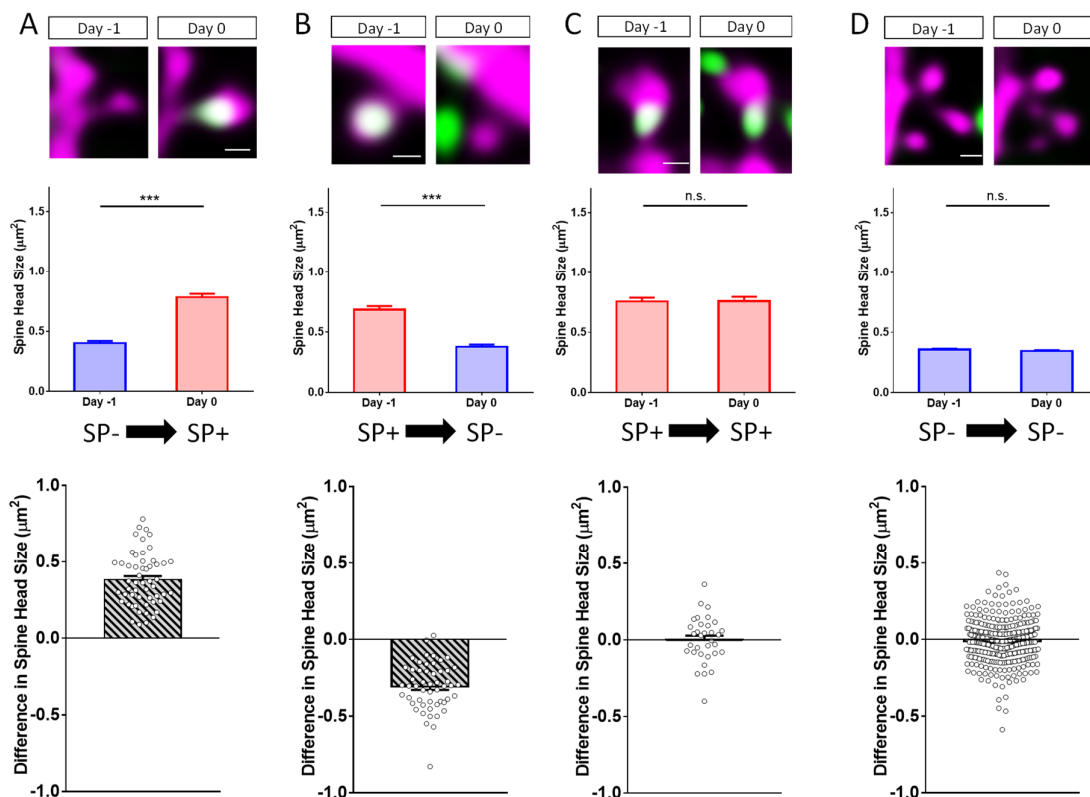 A
Day -1
Day 0
***
Spine Head Size (μm²)
1.5
1.0
0.5
0.0
Day -1
Day 0
SP- SP+
Difference in Spine Head Size (μm²)
1.0
0.5
0.0
-0.5
-1.0
B
Day -1
Day 0
***
Spine Head Size (μm²)
1.5
1.0
0.5
0.0
Day -1
Day 0
SP+ SP-
Difference in Spine Head Size (μm²)
1.0
0.5
0.0
-0.5
-1.0
C
Day -1
Day 0
n.s.
Spine Head Size (μm²)
1.5
1.0
0.5
0.0
Day -1
Day 0
SP+ SP+
Difference in Spine Head Size (μm²)
1.0
0.5
0.0
-0.5
-1.0
D
Day -1
Day 0
n.s.
Spine Head Size (μm²)
1.5
1.0
0.5
0.0
Day -1
Day 0
SP- SP-
Difference in Spine Head Size (μm²)
1.0
0.5
0.0
-0.5
-1.0